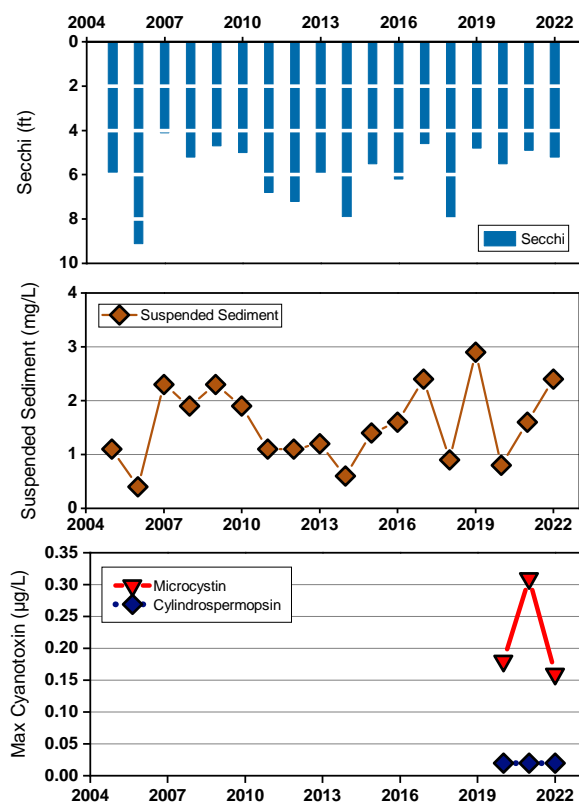 2004 2007 2010 2013 2016 2019 2022
0
2
4
6
8
10
Secchi (ft)
Secchi
4
3
2
1
0
Suspended Sediment (mg/L)
Suspended Sediment
2004 2007 2010 2013 2016 2019 2022
0.35
0.30
0.25
0.20
0.15
0.10
0.05
0.00
Max Cyanotoxin (µg/L)
Microcystin
Cylindrospermopsin
2004 2007 2010 2013 2016 2019 2022